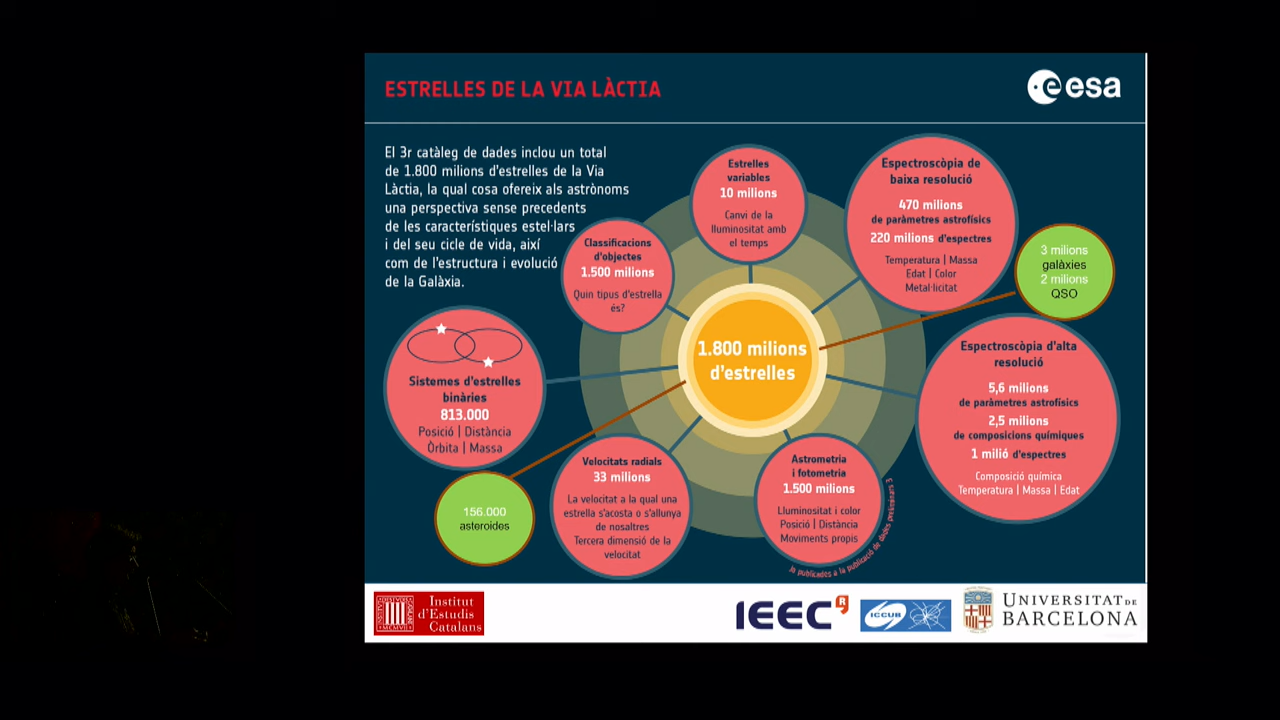 ESTRELLES DE LA VIA LÀCTIA
esa
El 3r catàleg de dades inclou un total
de 1.800 milions d'estrelles de la Via
Làctia, la qual cosa ofereix als astrònoms
una perspectiva sense precedents
de les característiques estel·lars
i del seu cicle de vida, així
com de l'estructura i evolució
de la Galàxia.
Estrelles
variables
10 milions
Canvi de la
lluminositat amb
el temps
Espectroscòpia de
baixa resolució
470 milions
de paràmetres astrofísics
220 milions d'espectres
Temperatura | Massa
Edat | Color
Metal·licitat
3 milions
galàxies
2 milions
QSO
Classificacions
d'objectes
1.500 milions
Quin tipus d'estrella
és?
1.800 milions
d'estrelles
Espectroscòpia d'alta
resolució
5,6 milions
de paràmetres astrofísics
2,5 milions
de composicions químiques
1 milió d'espectres
Composició química
Temperatura | Massa | Edat
Sistemes d'estrelles
binàries
813.000
Posició | Distància
Òrbita | Massa
156.000
asteroides
Velocitats radials
33 milions
La velocitat a la qual una
estrella s'acosta o s'allunya
de nosaltres
Tercera dimensió de la
velocitat
Astrometria
i fotometria
1.500 milions
Lluminositat i color
Posició | Distància
Moviments propis
Ja publicades a la publicació de dades preliminars 3
Institut
d'Estudis
Catalans
IEEC
R
ICCUB
UNIVERSITAT DE
BARCELONA